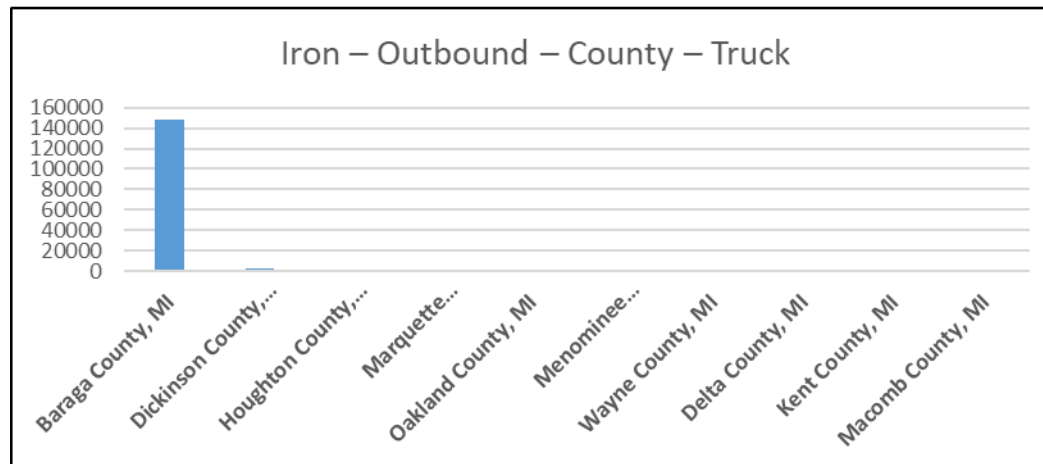 Iron – Outbound – County – Truck
160000
140000
120000
100000
80000
60000
40000
20000
0
Baraga County, MI
Dickinson County,...
Houghton County,...
Marquette...
Oakland County, MI
Menominee...
Wayne County, MI
Delta County, MI
Kent County, MI
Macomb County, MI